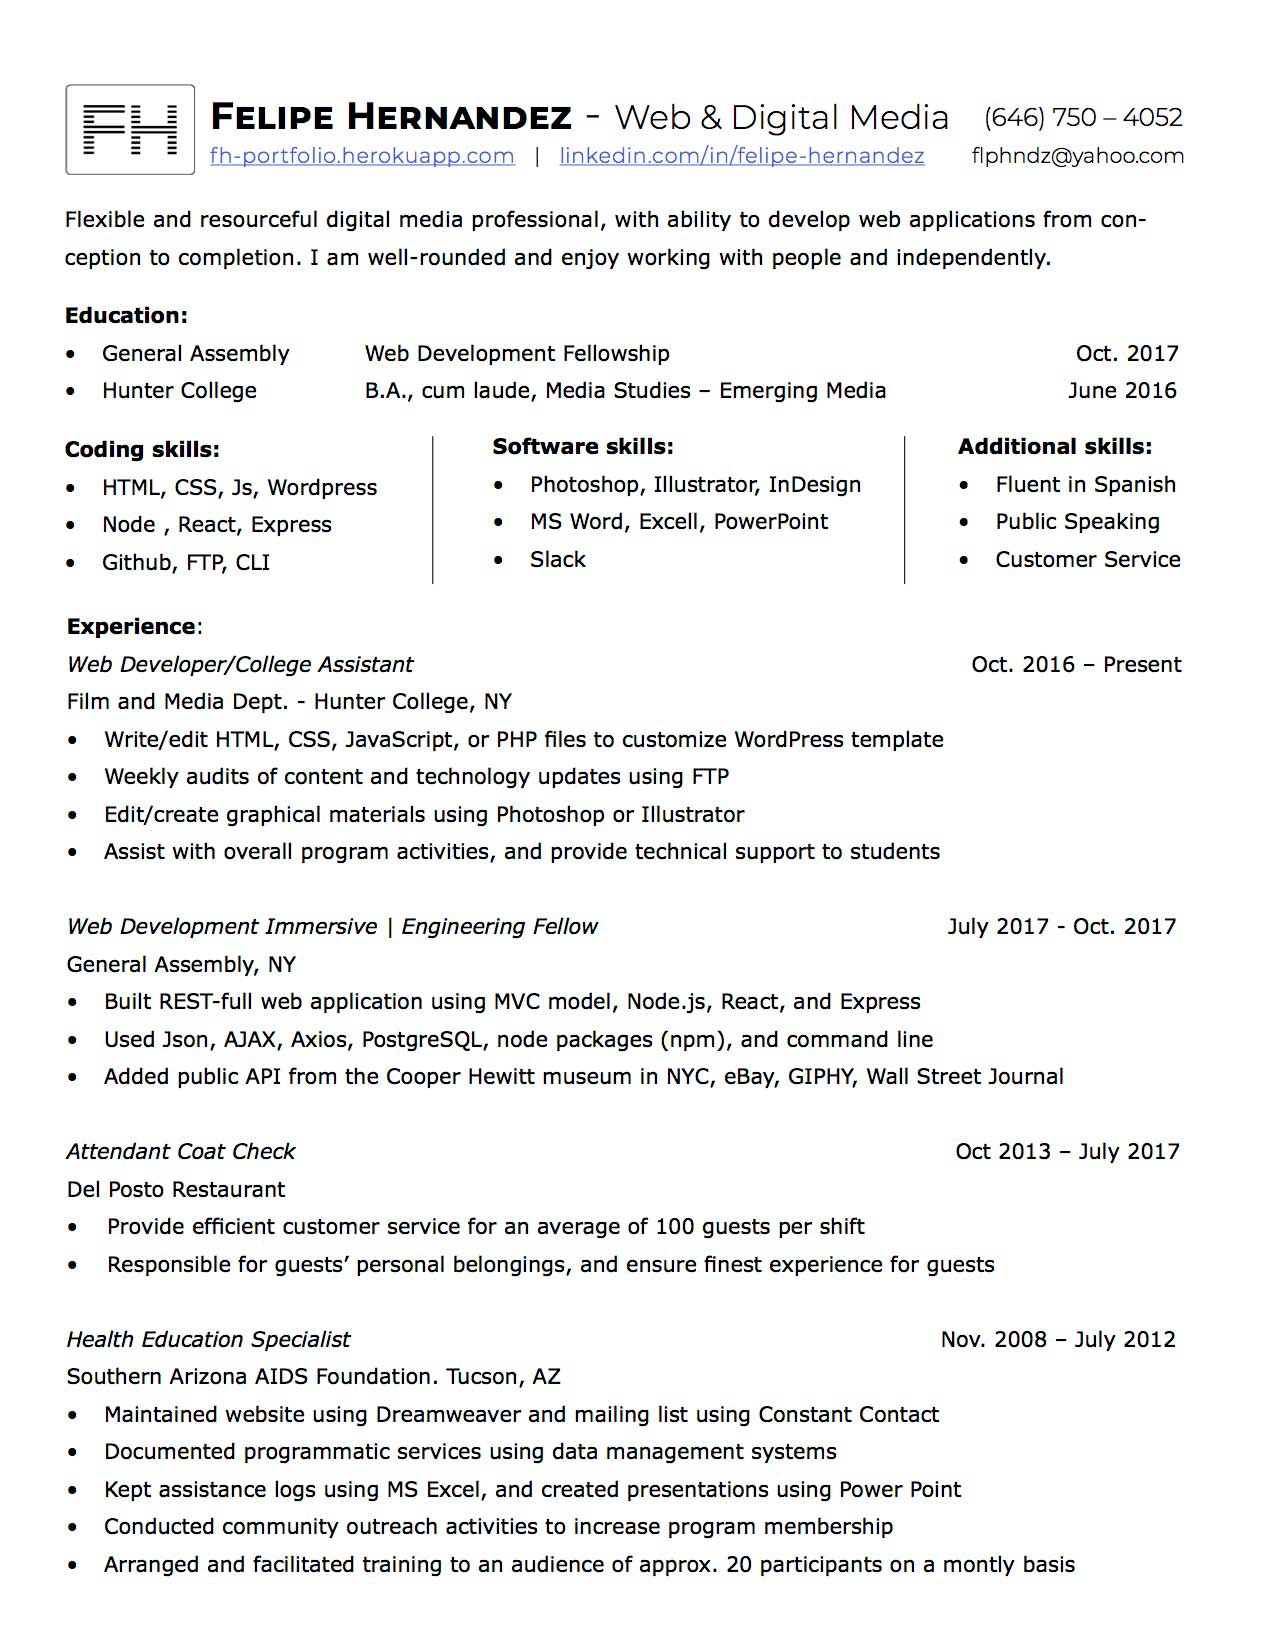 FH
FELIPE HERNANDEZ - Web & Digital Media (646) 750 – 4052
fh-portfolio.herokuapp.com | linkedin.com/in/felipe-hernandez flphndz@yahoo.com
Flexible and resourceful digital media professional, with ability to develop web applications from con-
ception to completion. I am well-rounded and enjoy working with people and independently.
Education:
• General Assembly Web Development Fellowship Oct. 2017
• Hunter College B.A., cum laude, Media Studies – Emerging Media June 2016
Coding skills:
• HTML, CSS, Js, Wordpress
• Node , React, Express
• Github, FTP, CLI
Software skills:
• Photoshop, Illustrator, InDesign
• MS Word, Excell, PowerPoint
• Slack
Additional skills:
• Fluent in Spanish
• Public Speaking
• Customer Service
Experience:
Web Developer/College Assistant Oct. 2016 – Present
Film and Media Dept. - Hunter College, NY
• Write/edit HTML, CSS, JavaScript, or PHP files to customize WordPress template
• Weekly audits of content and technology updates using FTP
• Edit/create graphical materials using Photoshop or Illustrator
• Assist with overall program activities, and provide technical support to students
Web Development Immersive | Engineering Fellow July 2017 - Oct. 2017
General Assembly, NY
• Built REST-full web application using MVC model, Node.js, React, and Express
• Used Json, AJAX, Axios, PostgreSQL, node packages (npm), and command line
• Added public API from the Cooper Hewitt museum in NYC, eBay, GIPHY, Wall Street Journal
Attendant Coat Check Oct 2013 – July 2017
Del Posto Restaurant
• Provide efficient customer service for an average of 100 guests per shift
• Responsible for guests’ personal belongings, and ensure finest experience for guests
Health Education Specialist Nov. 2008 – July 2012
Southern Arizona AIDS Foundation. Tucson, AZ
• Maintained website using Dreamweaver and mailing list using Constant Contact
• Documented programmatic services using data management systems
• Kept assistance logs using MS Excel, and created presentations using Power Point
• Conducted community outreach activities to increase program membership
• Arranged and facilitated training to an audience of approx. 20 participants on a montly basis